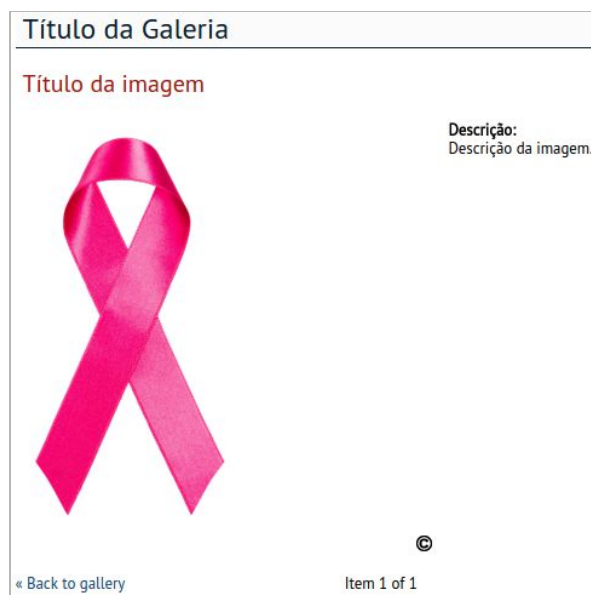 Título da Galeria
Título da imagem
Descrição:
Descrição da imagem.
©
« Back to gallery
Item 1 of 1